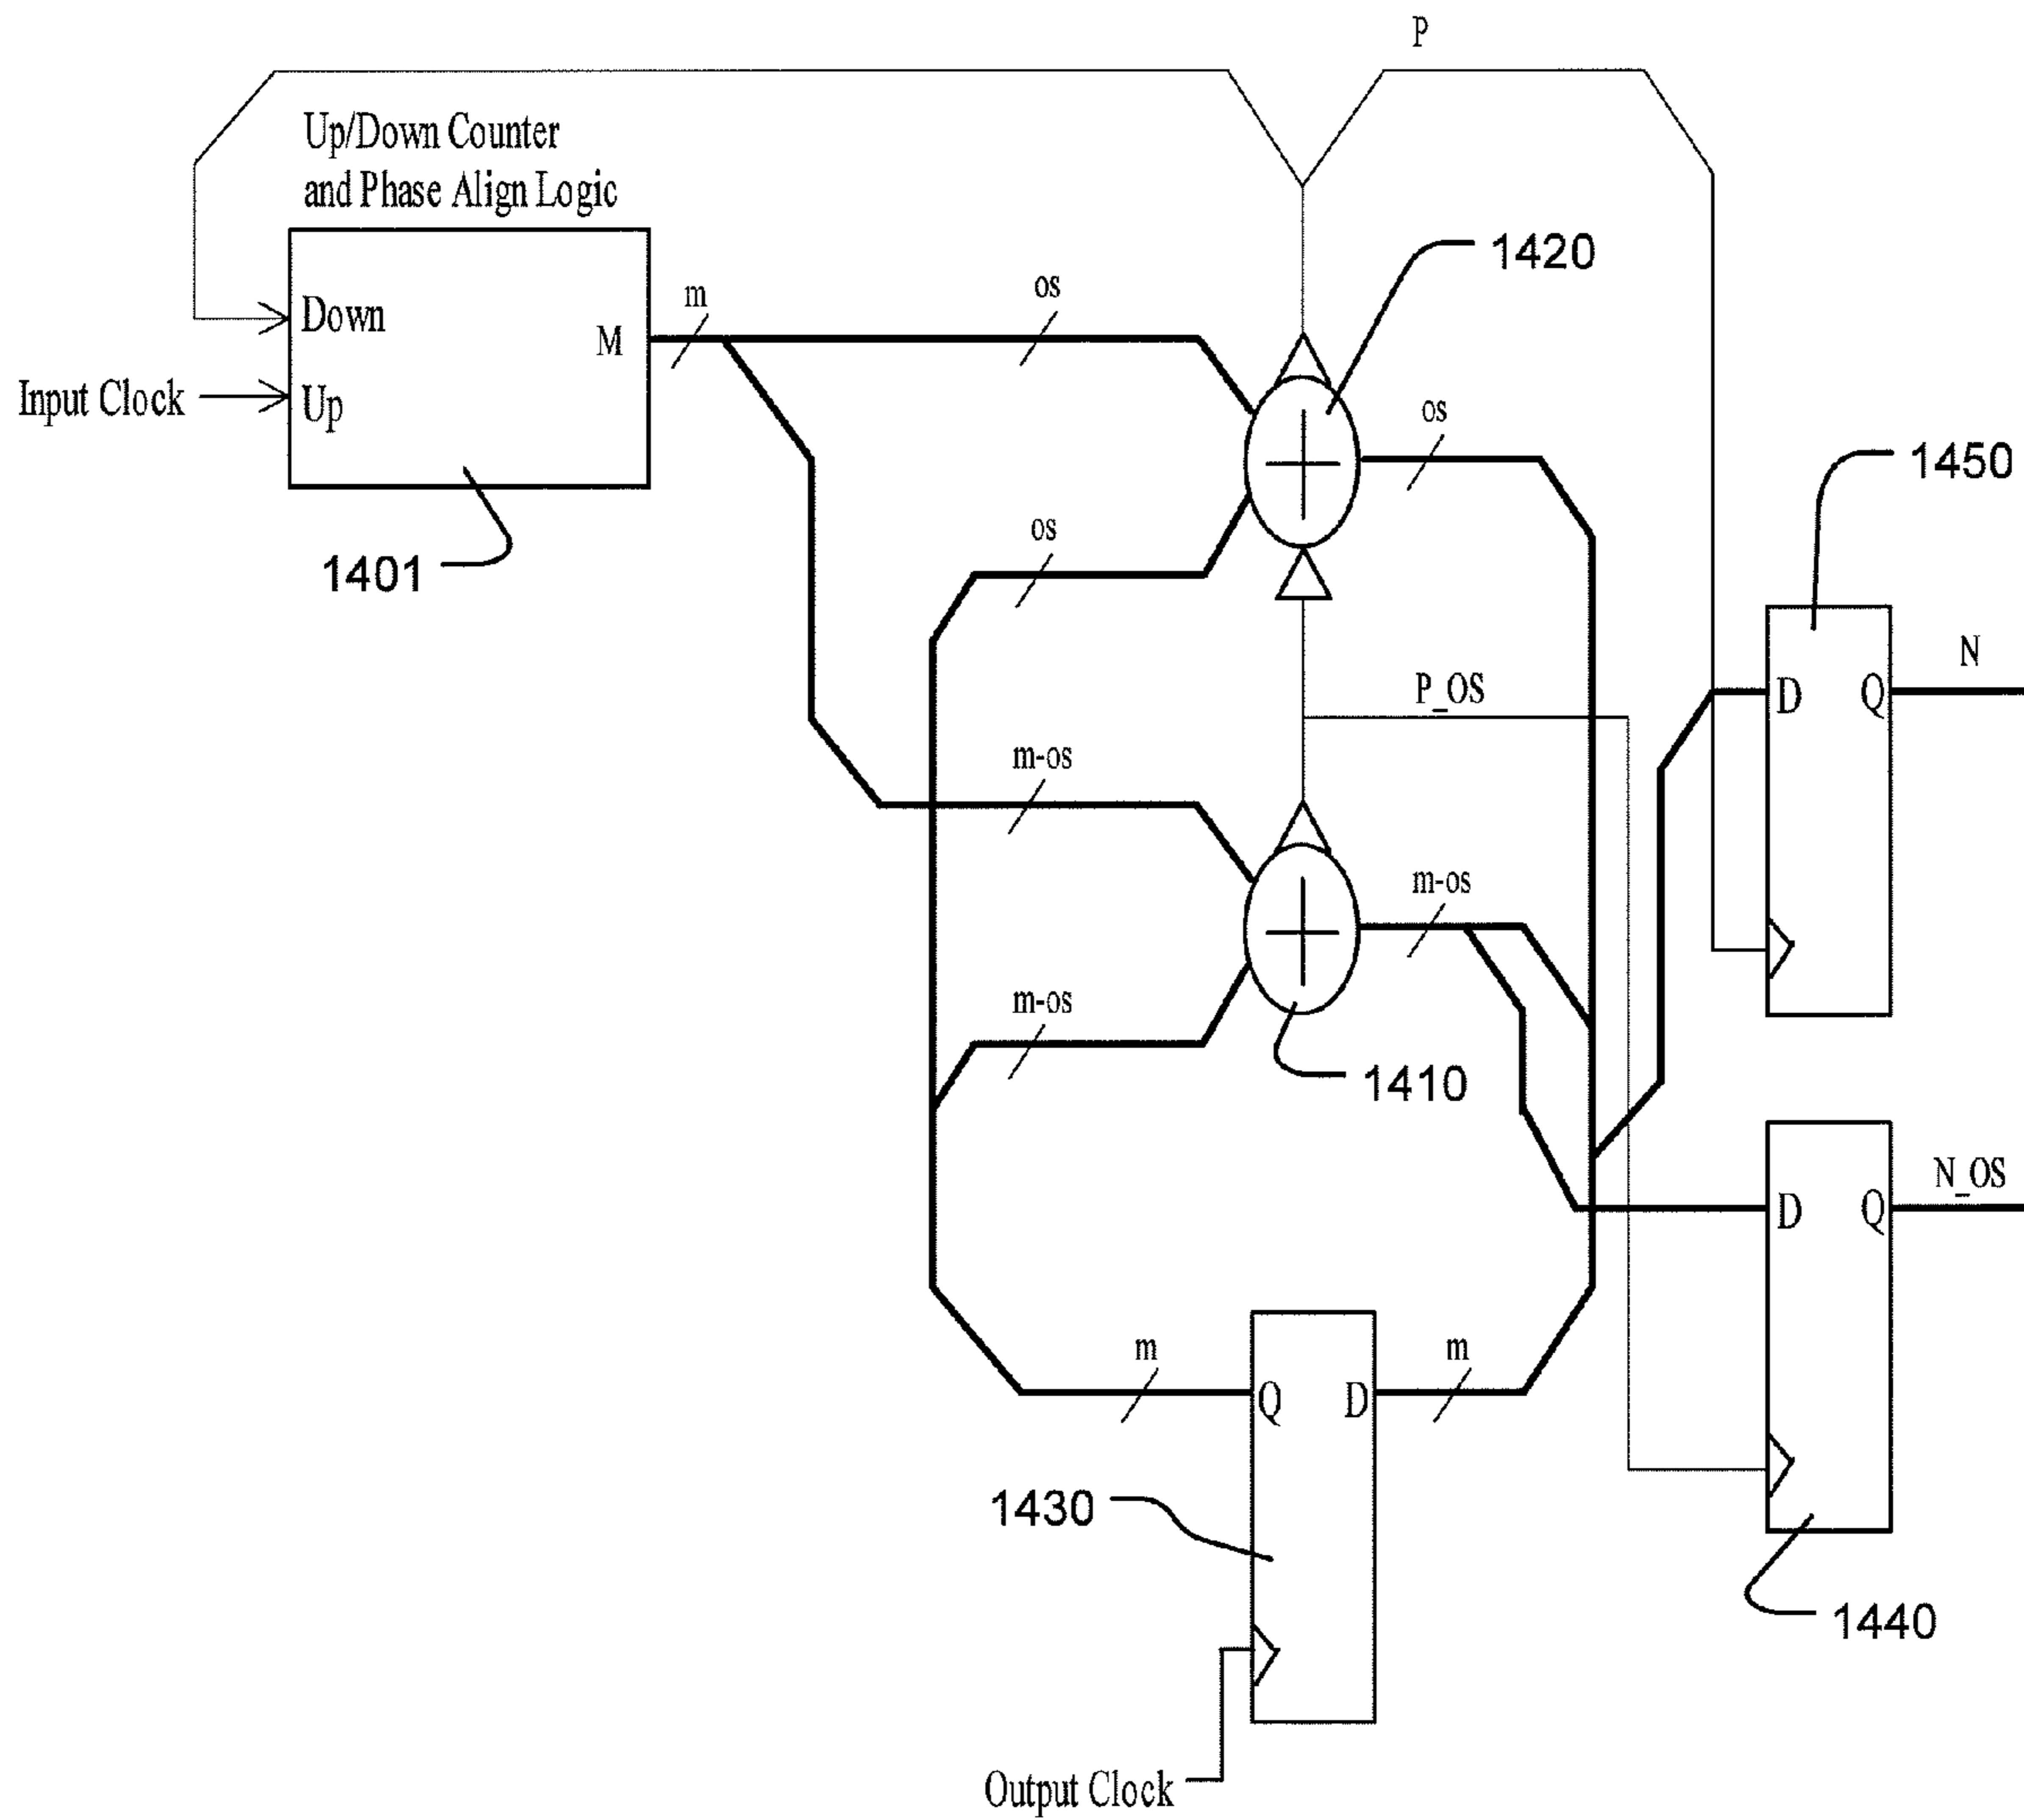 P
Up/Down Counter
and Phase Align Logic
1420
m
os
Down
M
Input Clock
Up
os
1450
os
1401
N
P_OS
D
Q
m-os
m-os
m-os
1410
N_OS
D
Q
m
m
Q
D
1430
1440
Output Clock